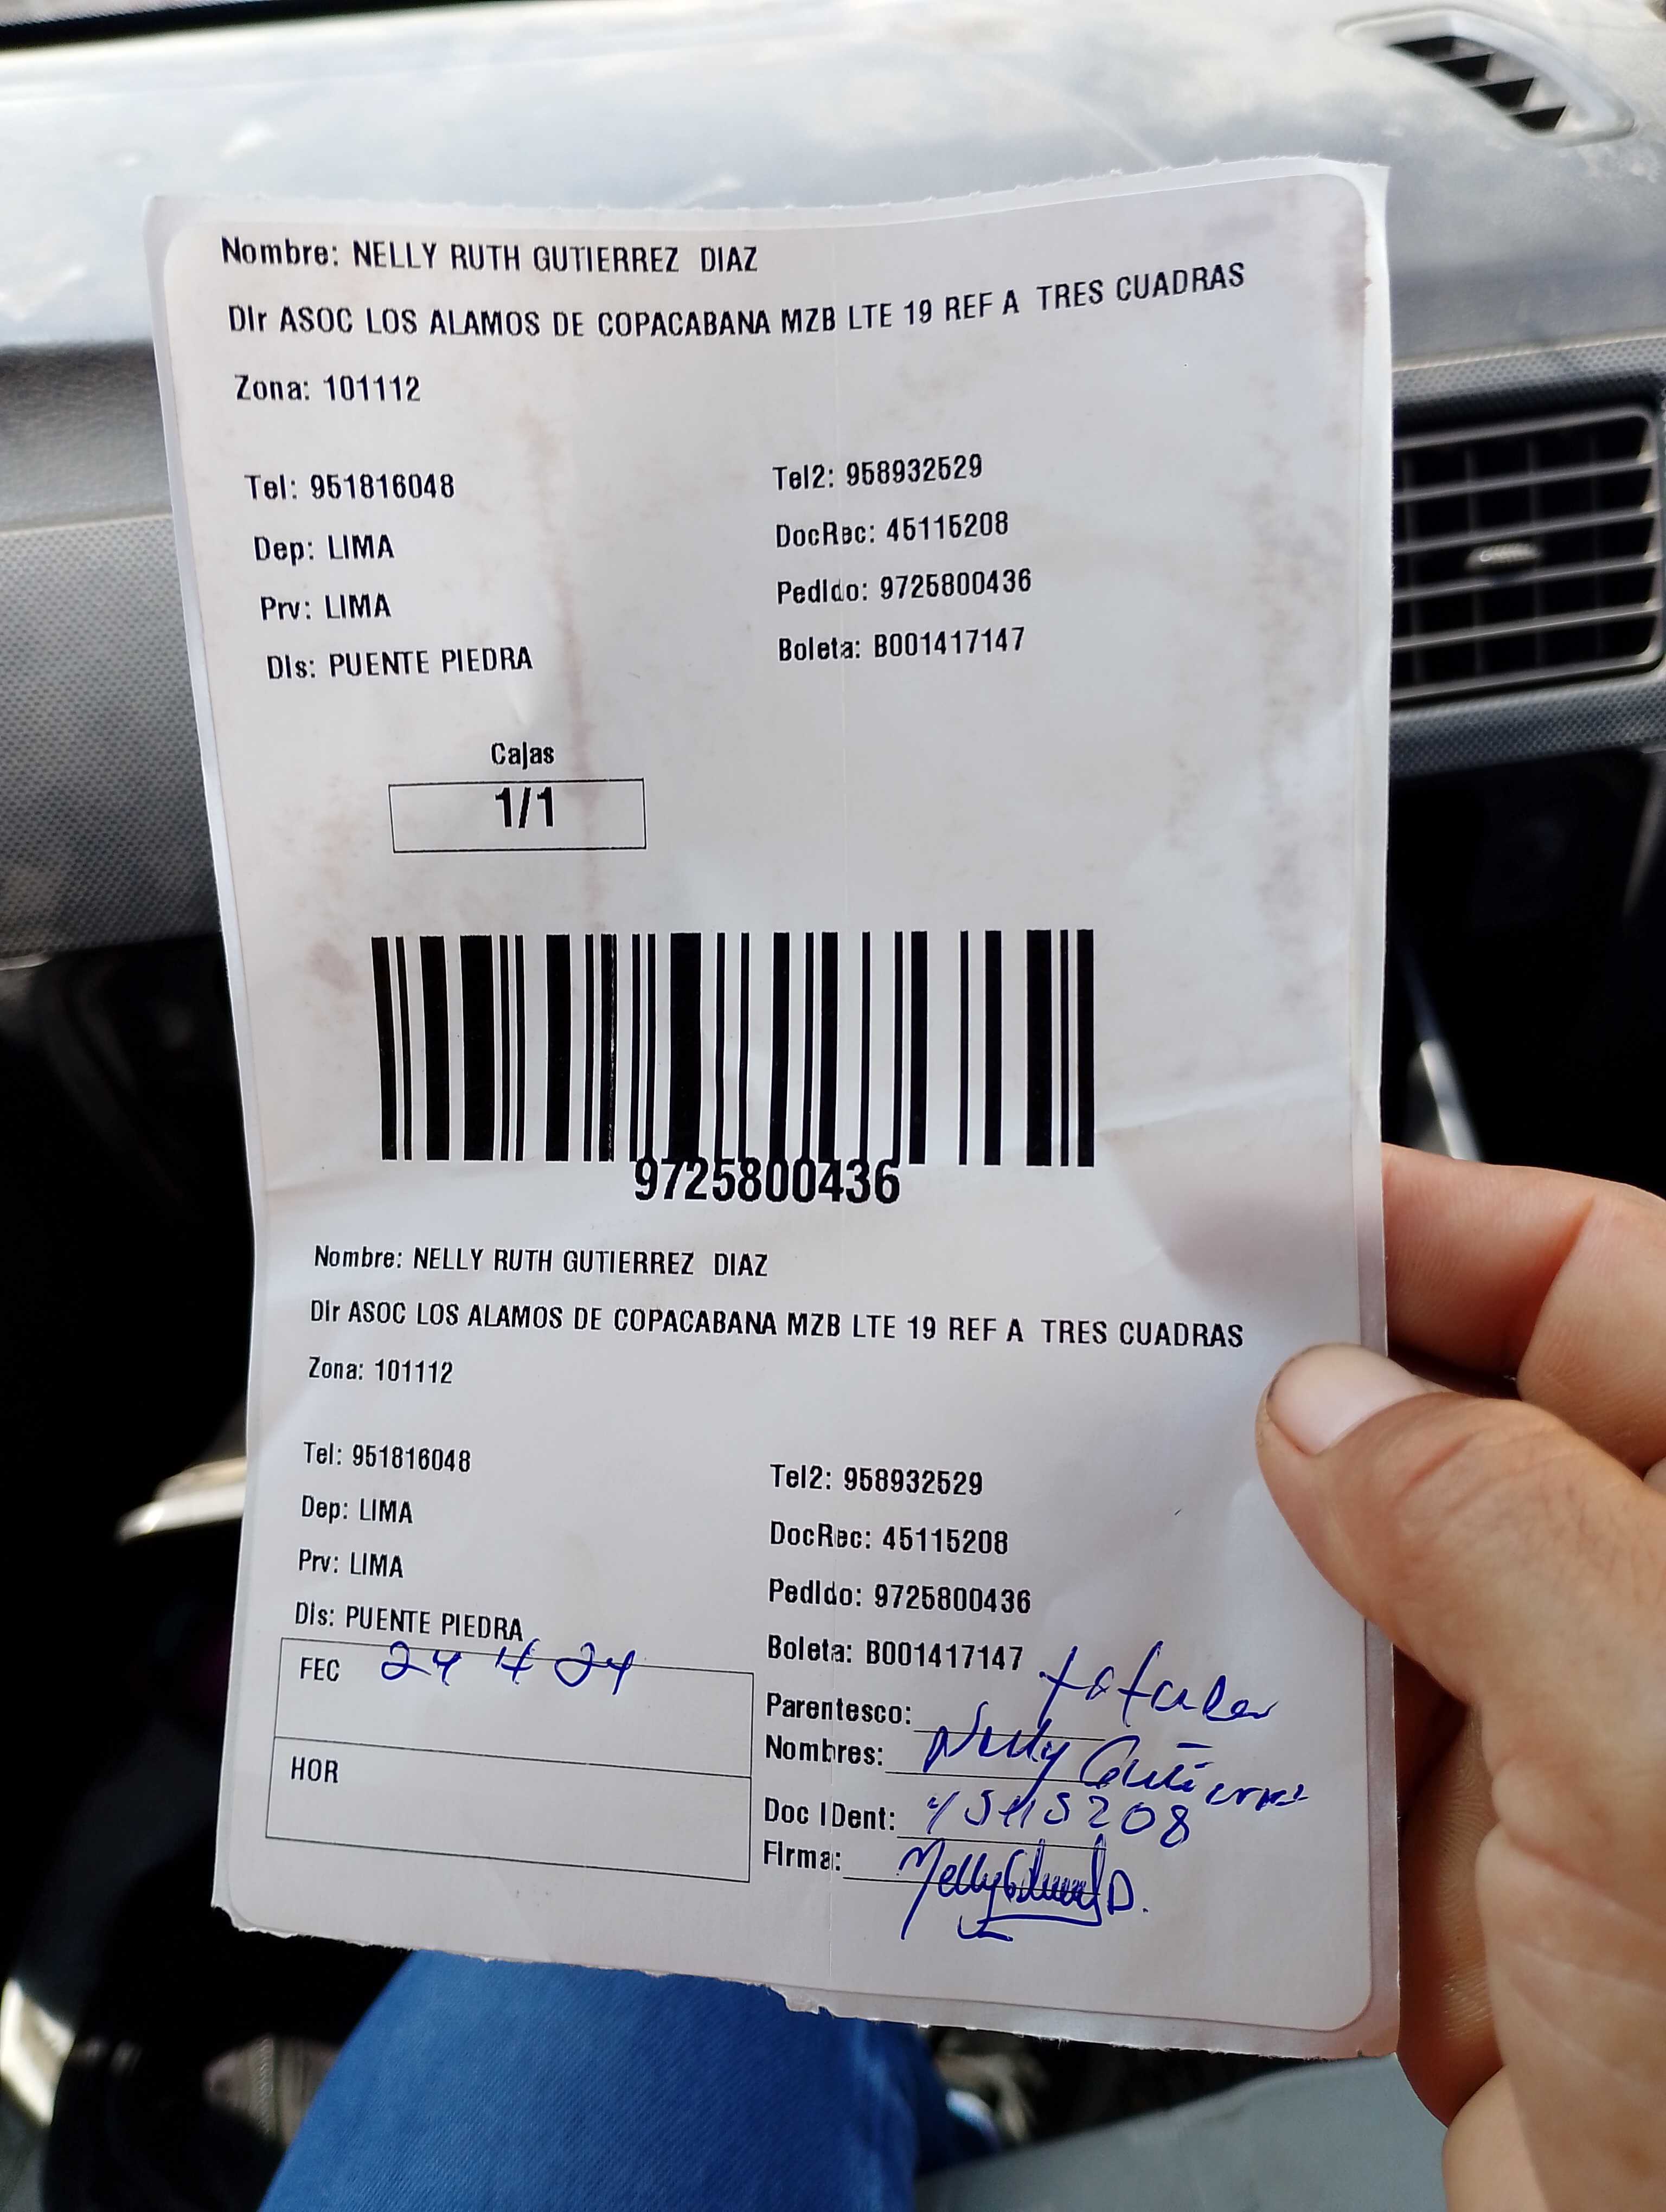 Nombre: NELLY RUTH GUTIERREZ DIAZ
Dir ASOC LOS ALAMOS DE COPACABANA MZB LTE 19 REF A TRES CUADRAS
Zona: 101112
Tel: 951816048 Tel2: 958932529
Dep: LIMA DocRec: 45115208
Prv: LIMA Pedido: 9725800436
Dis: PUENTE PIEDRA Boleta: B001417147
Cajas
1/1
9725800436
Nombre: NELLY RUTH GUTIERREZ DIAZ
Dir ASOC LOS ALAMOS DE COPACABANA MZB LTE 19 REF A TRES CUADRAS
Zona: 101112
Tel: 951816048 Tel2: 958932529
Dep: LIMA DocRec: 45115208
Prv: LIMA Pedido: 9725800436
Dis: PUENTE PIEDRA Boleta: B001417147
FEC 24 4 24
HOR
Parentesco:
Nombres: Nelly Gutierrez
Doc IDent: 45115208
Firma: